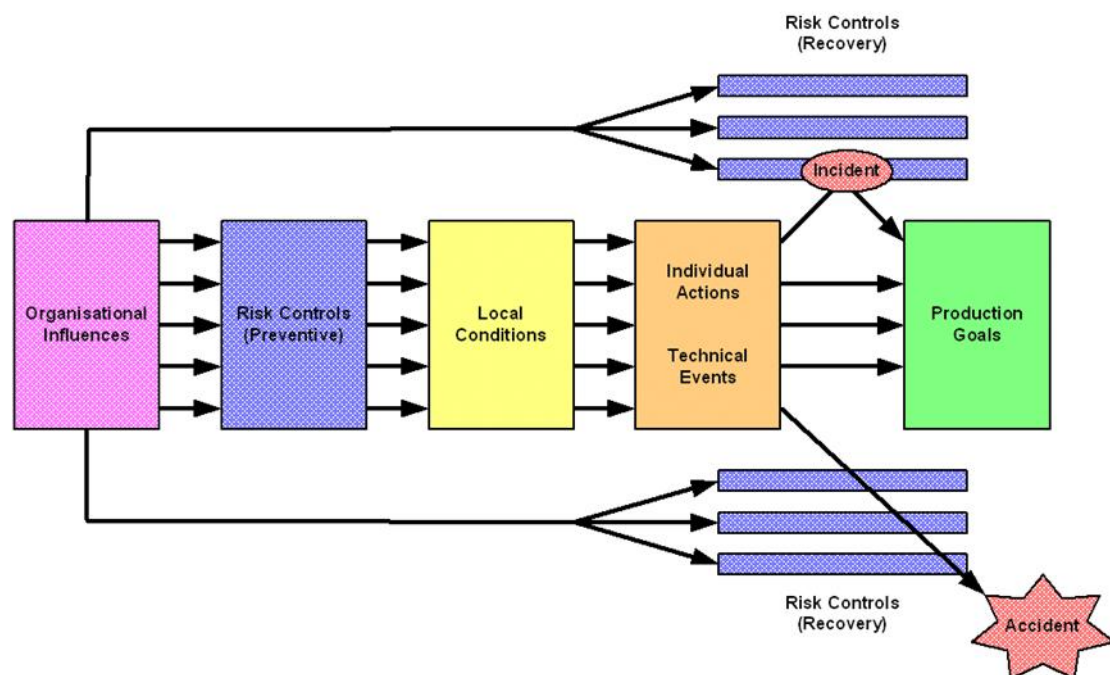 Risk Controls
(Recovery)
Incident
Organisational
Influences
Risk Controls
(Preventive)
Local
Conditions
Individual
Actions
Technical
Events
Production
Goals
Risk Controls
(Recovery)
Accident